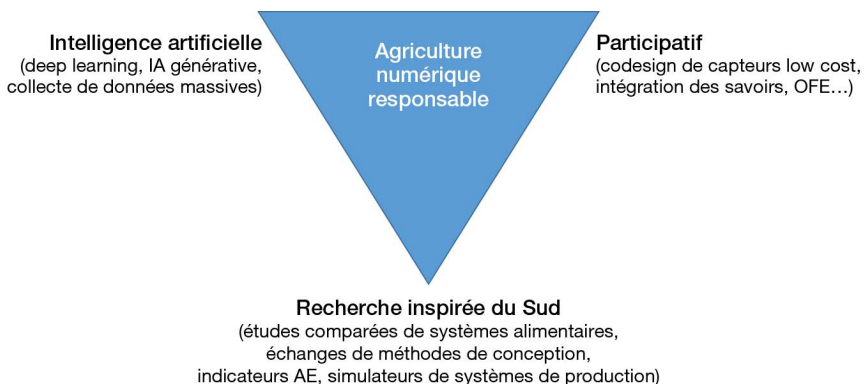 Intelligence artificielle
(deep learning, IA générative,
collecte de données massives)
Agriculture
numérique
responsable
Participatif
(codesign de capteurs low cost,
intégration des savoirs, OFE…)
Recherche inspirée du Sud
(études comparées de systèmes alimentaires,
échanges de méthodes de conception,
indicateurs AE, simulateurs de systèmes de production)